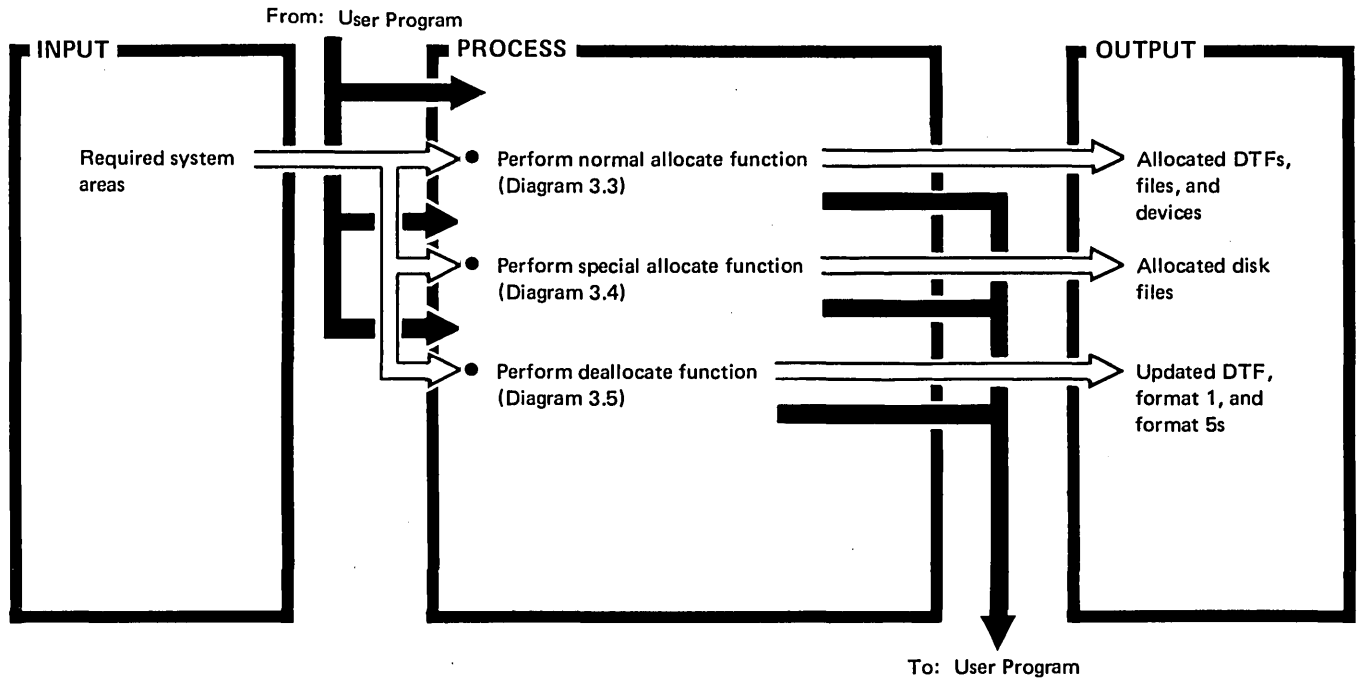 From: User Program
INPUT
PROCESS
OUTPUT
Required system
areas
• Perform normal allocate function
(Diagram 3.3)
Allocated DTFs,
files, and
devices
• Perform special allocate function
(Diagram 3.4)
Allocated disk
files
• Perform deallocate function
(Diagram 3.5)
Updated DTF,
format 1, and
format 5s
To: User Program